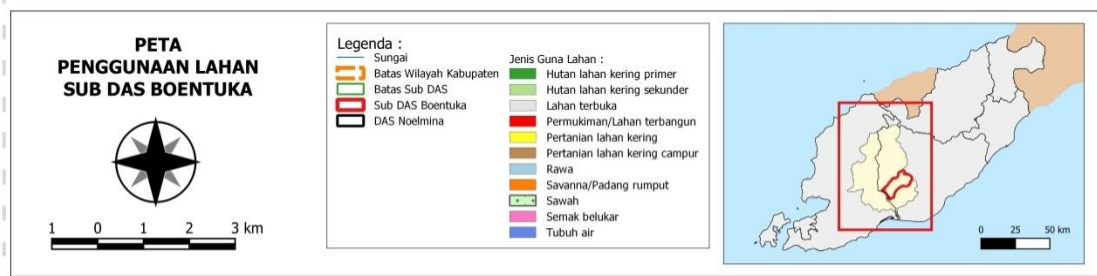 PETA
PENGGUNAAN LAHAN
SUB DAS BOENTUKA
1 0 1 2 3 km
Legenda :
Sungai
Batas Wilayah Kabupaten
Batas Sub DAS
Sub DAS Boentuka
DAS Noelmina
Jenis Guna Lahan :
Hutan lahan kering primer
Hutan lahan kering sekunder
Lahan terbuka
Permukiman/Lahan terbangun
Pertanian lahan kering
Pertanian lahan kering campur
Rawa
Savanna/Padang rumput
Sawah
Semak belukar
Tubuh air
0 25 50 km